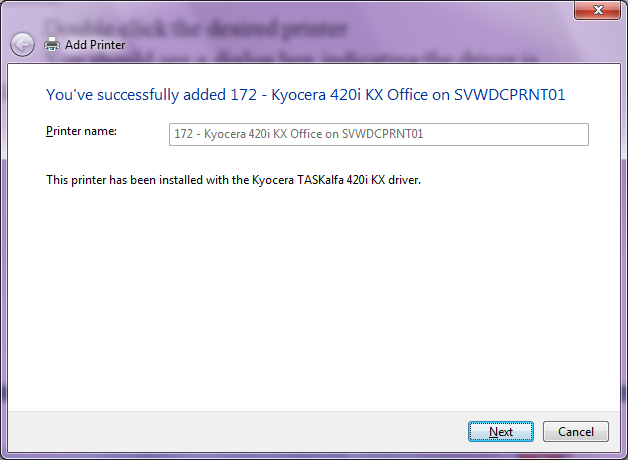 Double click the desired printer
You should see a dialog box indicating the driver is
Add Printer
You've successfully added 172 - Kyocera 420i KX Office on SVWDCPRNT01
Printer name:
172 - Kyocera 420i KX Office on SVWDCPRNT01
This printer has been installed with the Kyocera TASKalfa 420i KX driver.
Next
Cancel